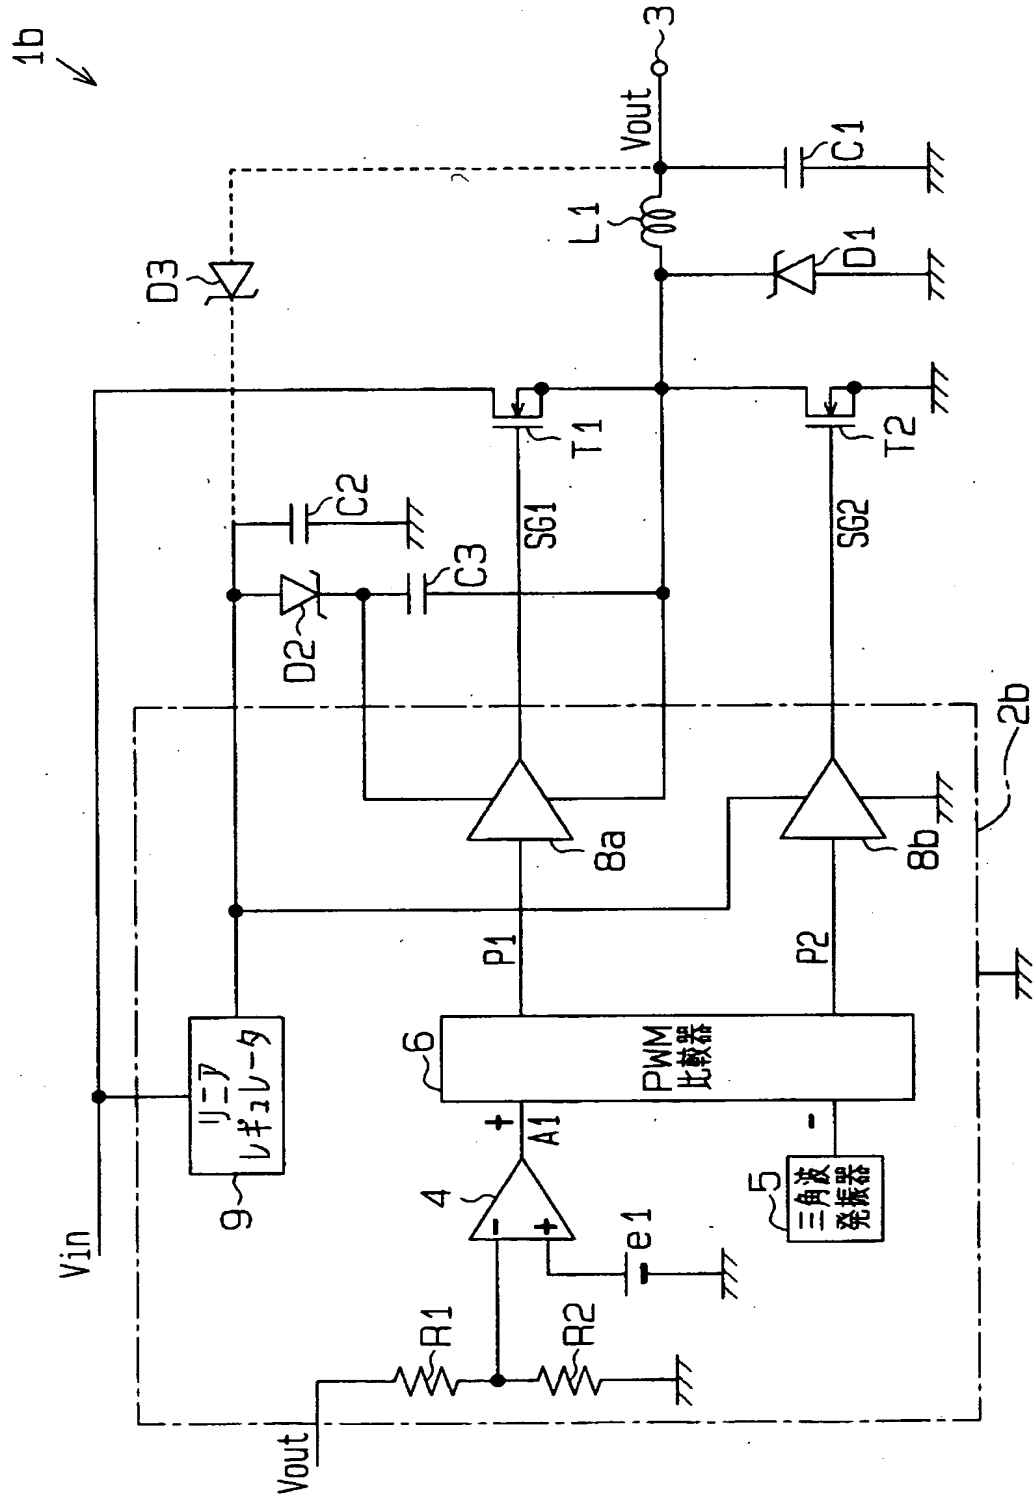 1b
Vin
9
リニア
レギュレータ
D3
D2
C2
C3
8a
SG1
T1
L1
Vout
3
C1
D1
T2
SG2
8b
2b
P1
P2
6
PWM
比較器
+
A1
-
4
-
+
e1
5
三角波
発振器
Vout
R1
R2